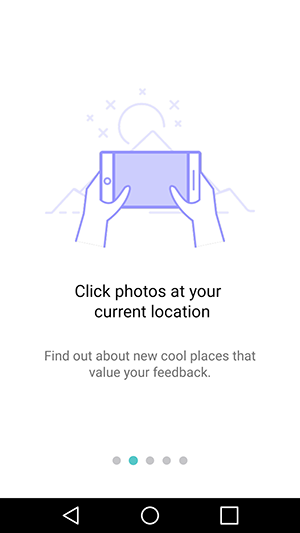 Click photos at your
current location
Find out about new cool places that
value your feedback.